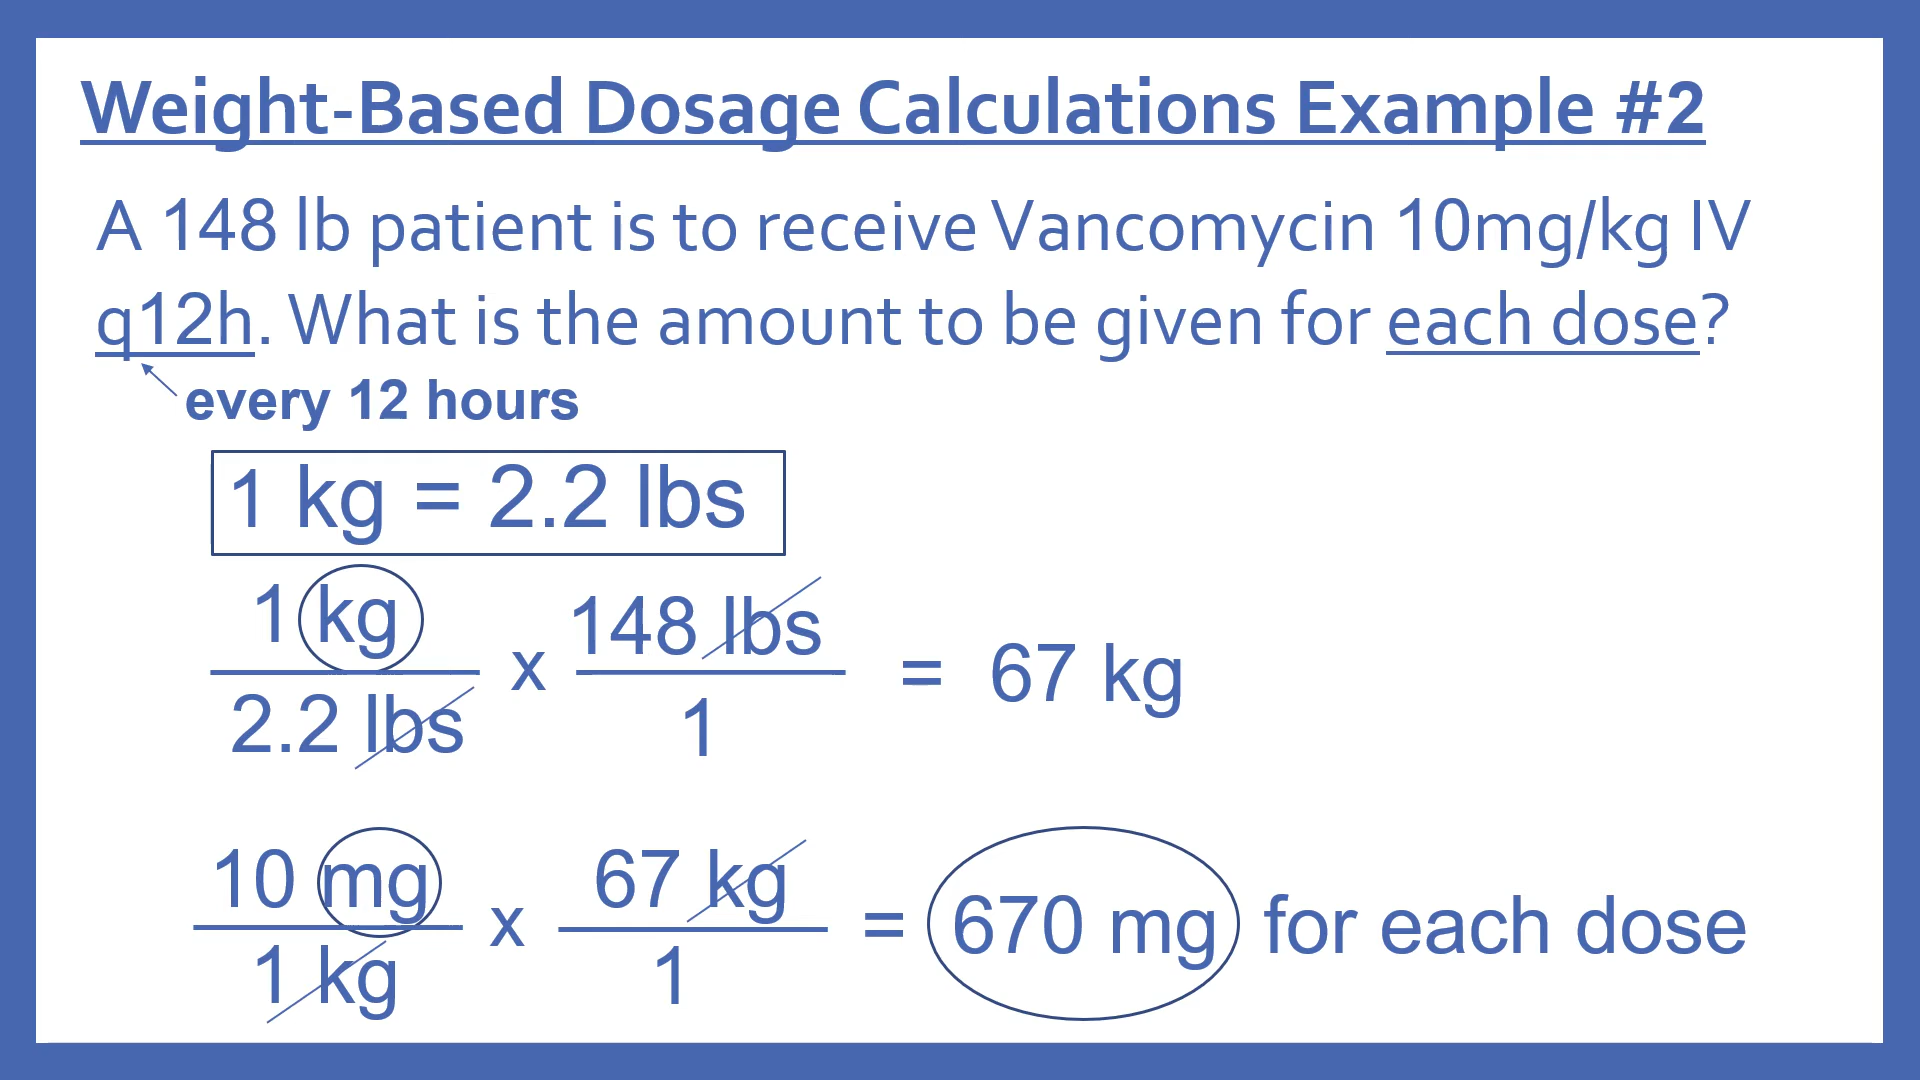 Weight-Based Dosage Calculations Example #2
A 148 lb patient is to receive Vancomycin 10mg/kg IV
q12h. What is the amount to be given for each dose?
every 12 hours
1 kg = 2.2 lbs
1 kg
2.2 lbs
x
148 lbs
1
= 67 kg
10 mg
1 kg
x
67 kg
1
= 670 mg for each dose